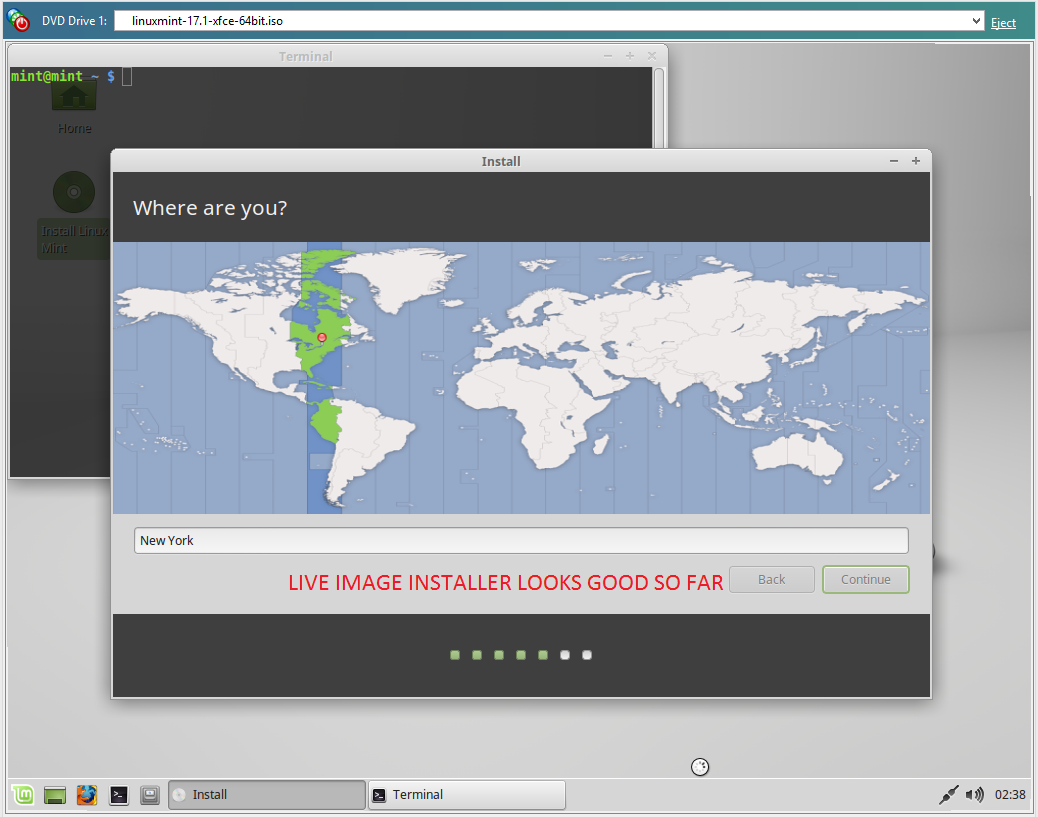 DVD Drive 1: linuxmint-17.1-xfce-64bit.iso Eject
Terminal
mint@mint ~ $
Home
Install Linux
Mint
Install
Where are you?
New York
LIVE IMAGE INSTALLER LOOKS GOOD SO FAR
Back Continue
Install Terminal 02:38